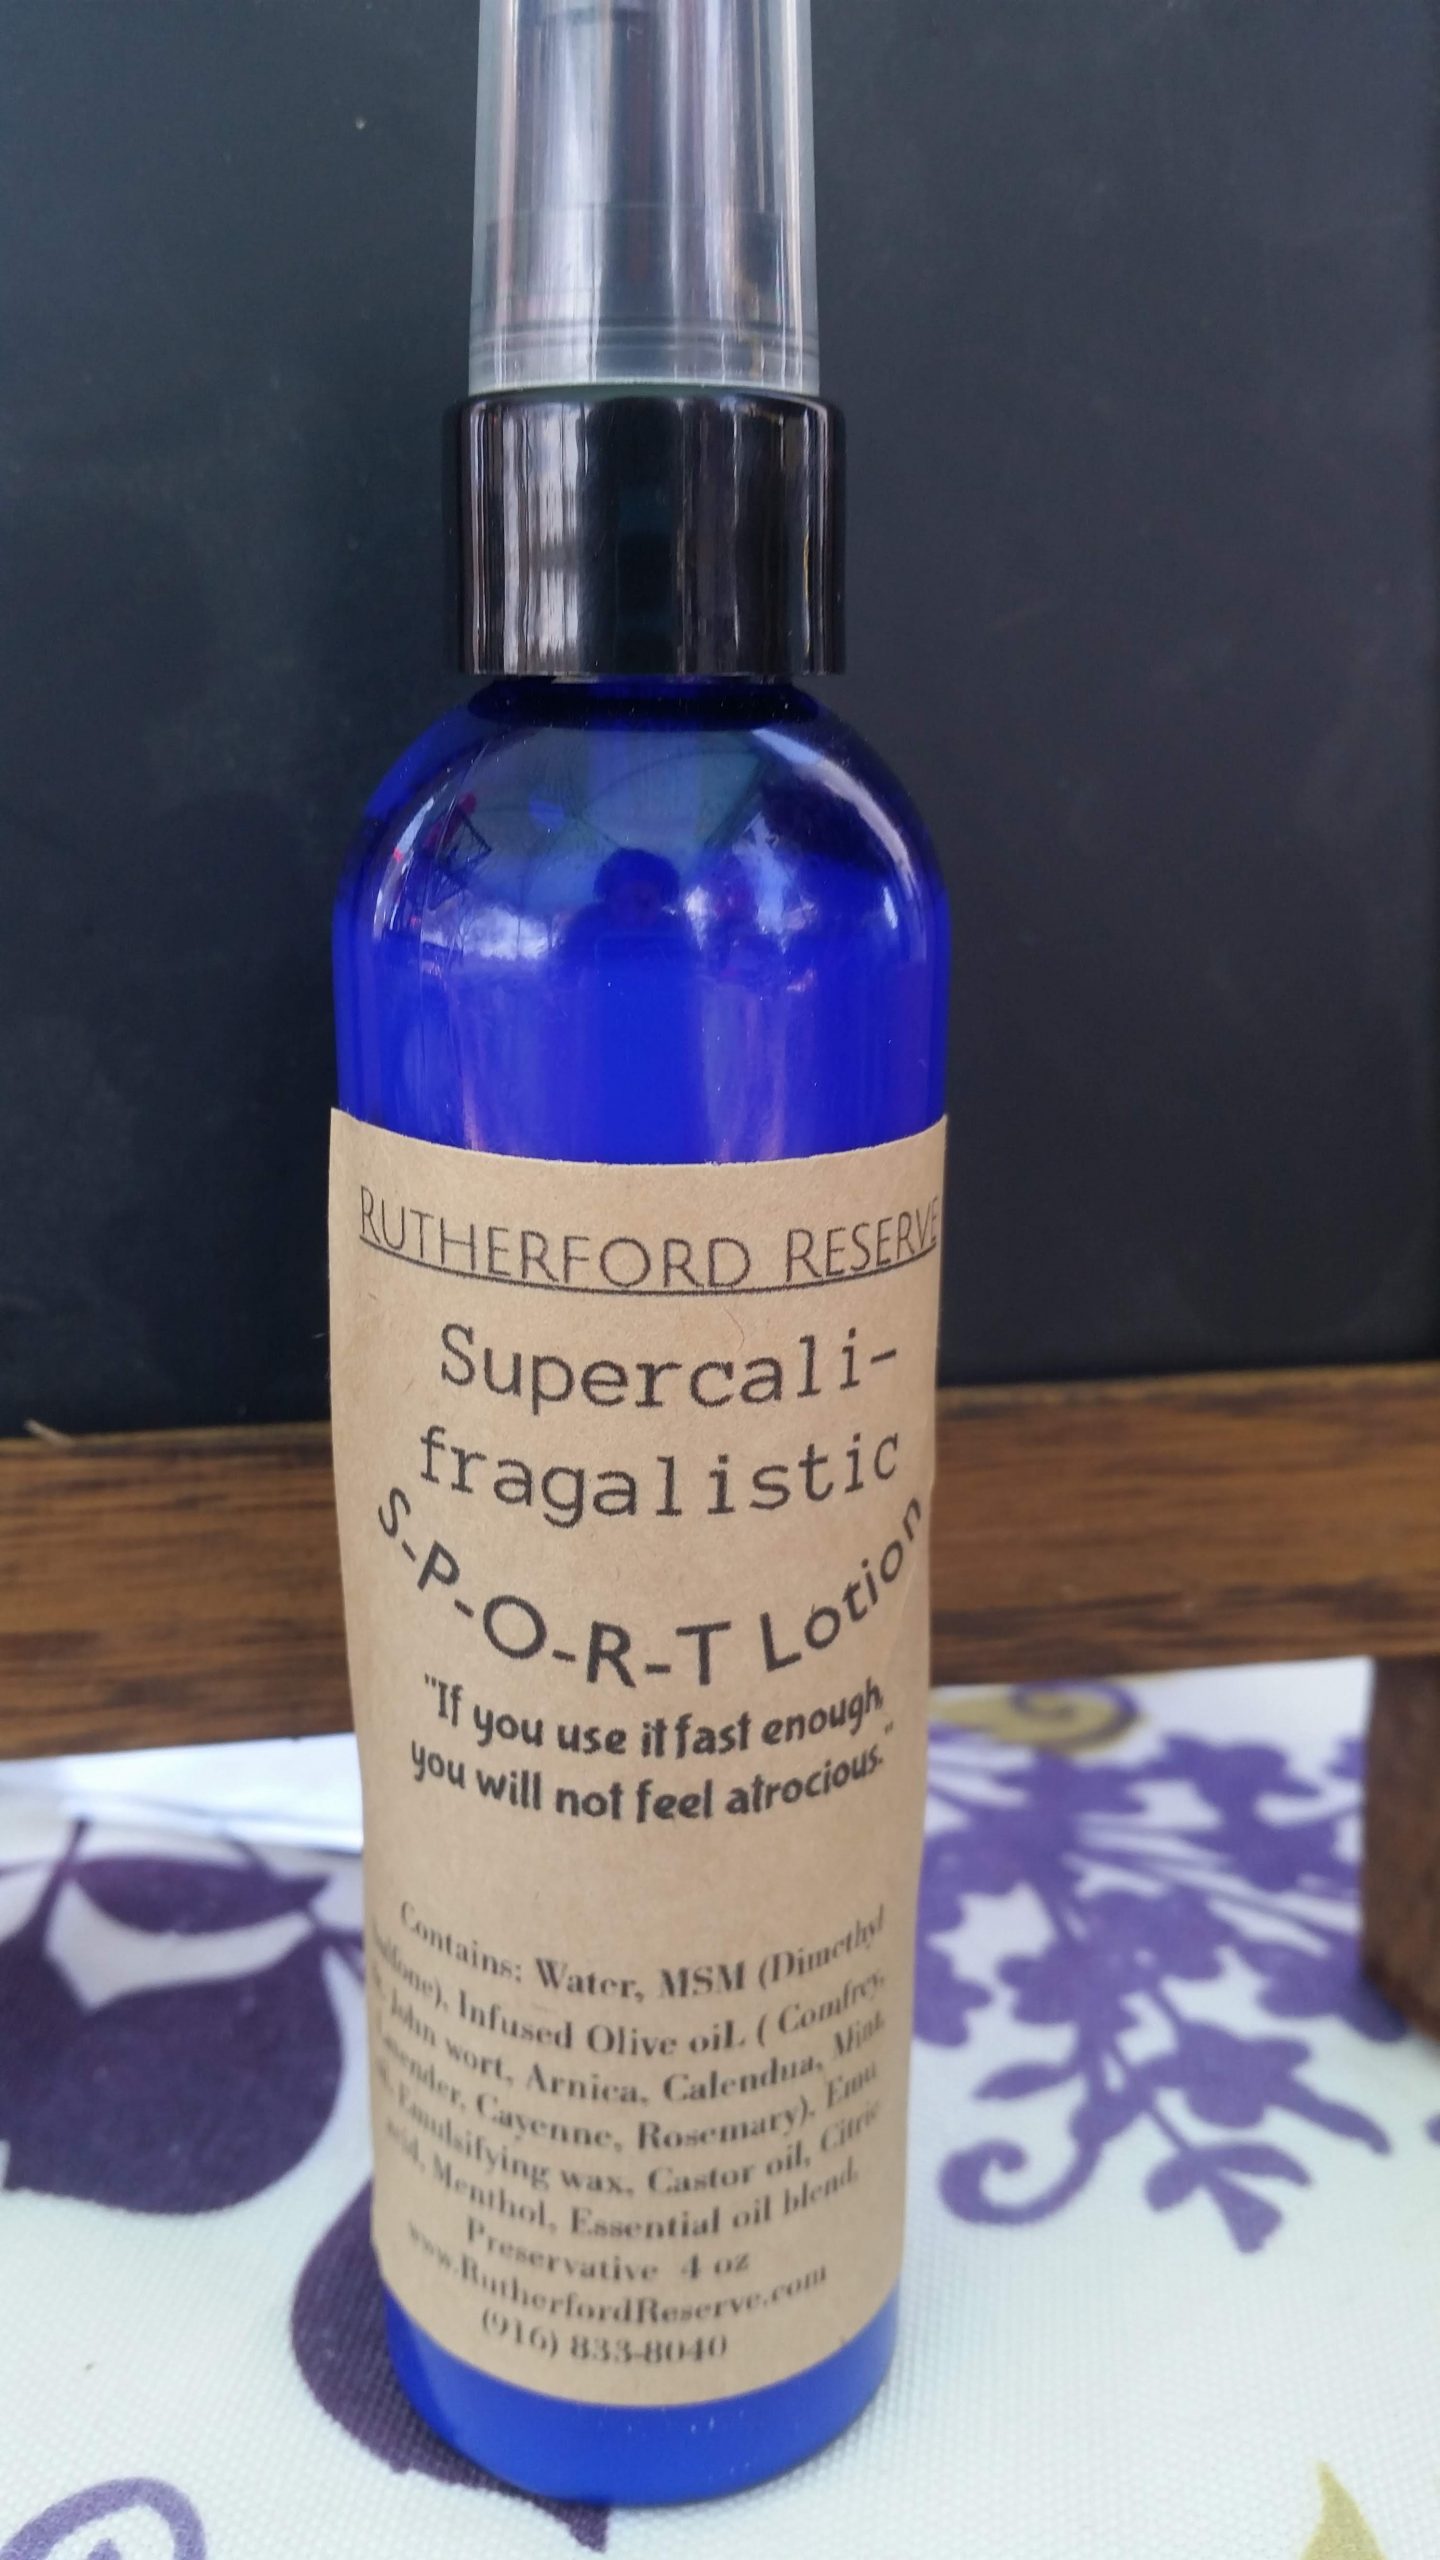 RUTHERFORD RESERVE
Supercali-
fragalistic
S-P-O-R-T Lotion
"If you use it fast enough,
you will not feel atrocious."
Contains: Water, MSM (Dimethyl
Sulfone), Infused Olive oil. ( Comfrey,
St. John wort, Arnica, Calendua, Mint,
Lavender, Cayenne, Rosemary), Emu
oil, Emulsifying wax, Castor oil, Citric
acid, Menthol, Essential oil blend,
Preservative 4 oz
www.RutherfordReserve.com
(916) 833-8040